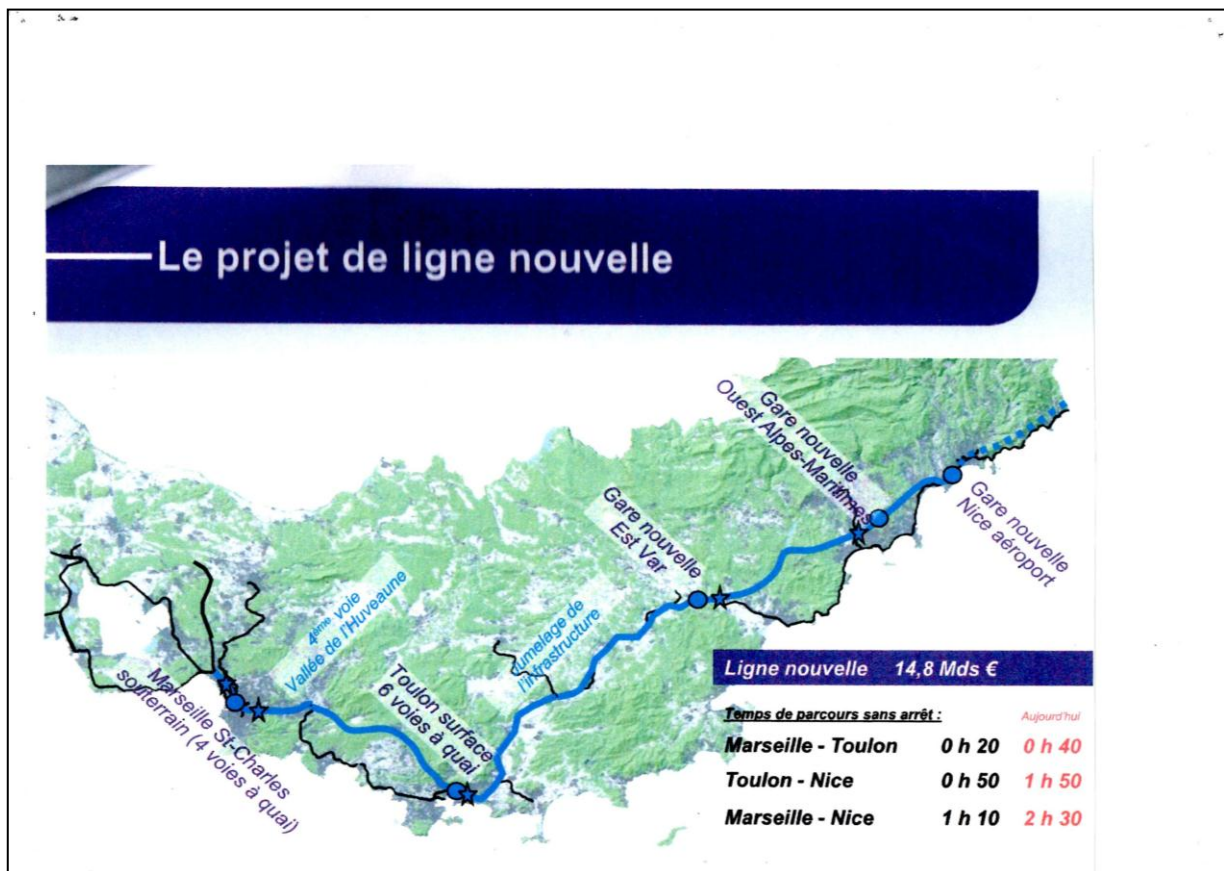 Le projet de ligne nouvelle
Gare nouvelle
Ouest Alpes-Maritimes
Gare nouvelle
Nice aéroport
Gare nouvelle
Est Var
4ème voie
Vallée de l'Huveaune
Jumelage de
l'infrastructure
Toulon surface
6 voies à quai
Marseille St-Charles
souterrain (4 voies à quai)
Ligne nouvelle 14,8 Mds €
Temps de parcours sans arrêt : Aujourd'hui
Marseille - Toulon 0 h 20 0 h 40
Toulon - Nice 0 h 50 1 h 50
Marseille - Nice 1 h 10 2 h 30